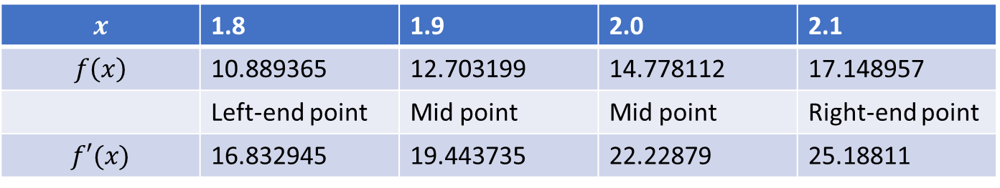 x 1.8 1.9 2.0 2.1
f(x) 10.889365 12.703199 14.778112 17.148957
Left-end point Mid point Mid point Right-end point
f′(x) 16.832945 19.443735 22.22879 25.18811